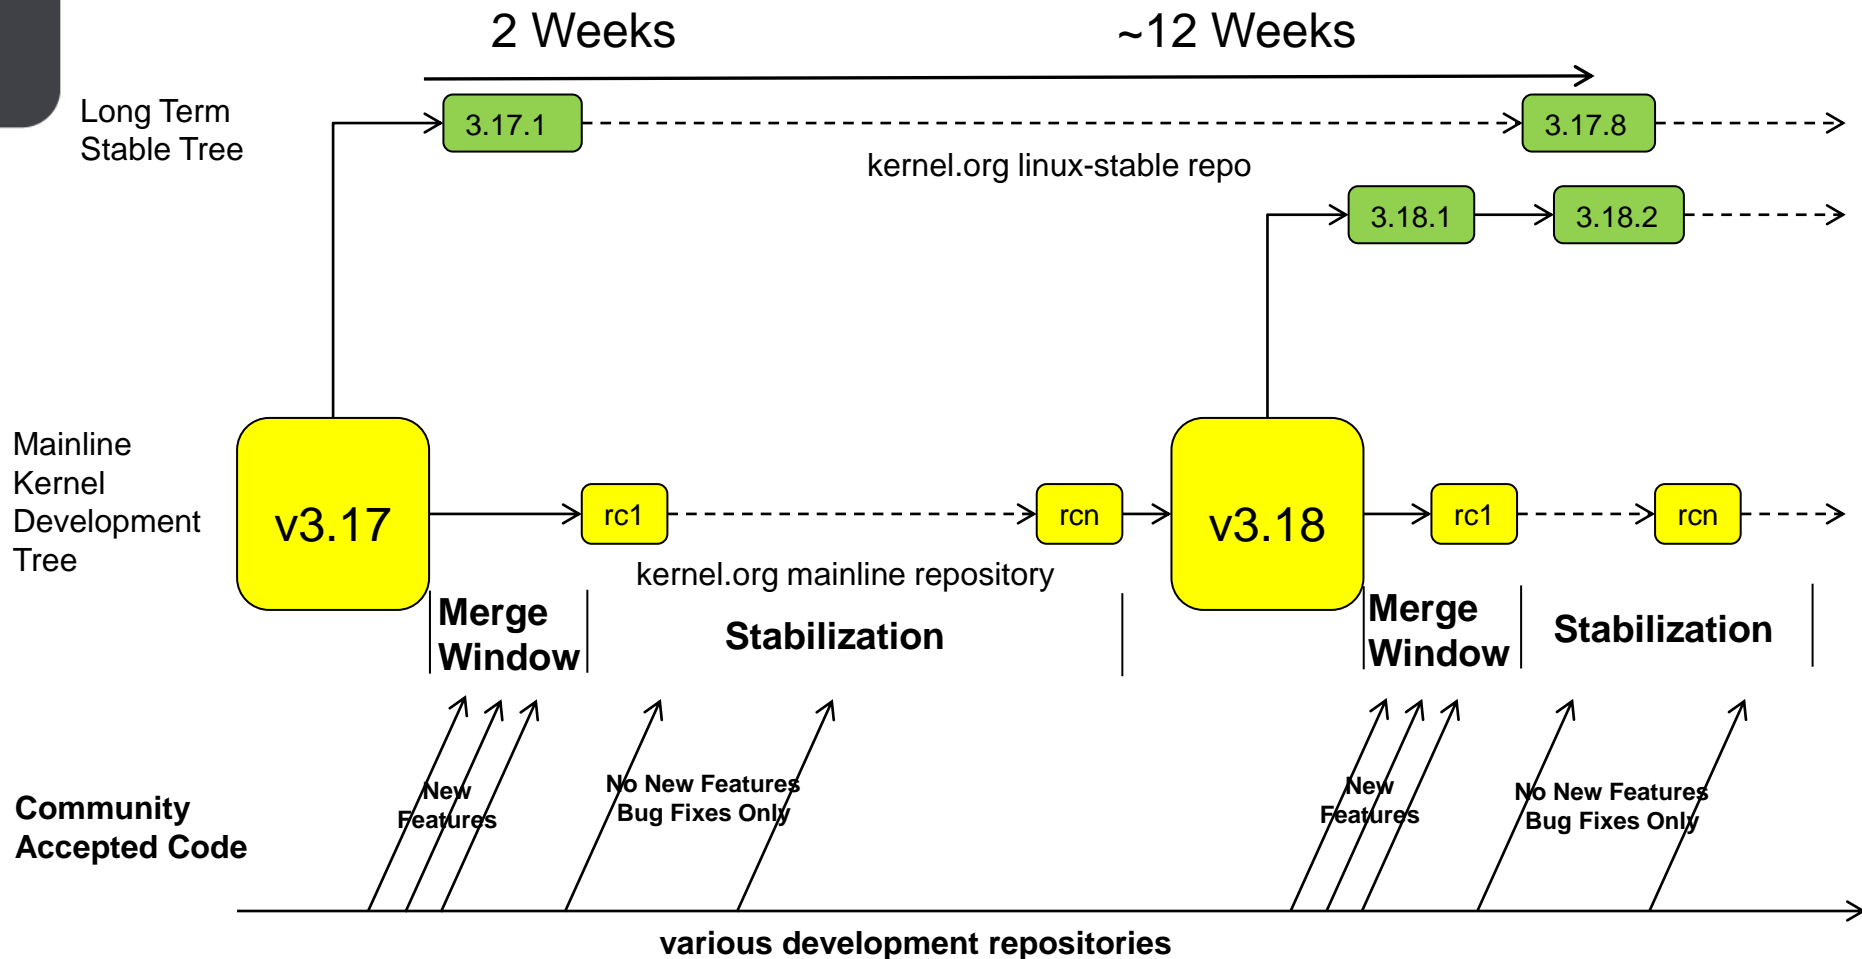 2 Weeks
~12 Weeks
Long Term
Stable Tree
3.17.1
3.17.8
kernel.org linux-stable repo
3.18.1
3.18.2
Mainline
Kernel
Development
Tree
v3.17
rc1
rcn
v3.18
rc1
rcn
kernel.org mainline repository
Merge
Window
Stabilization
Merge
Window
Stabilization
Community
Accepted Code
New
Features
No New Features
Bug Fixes Only
New
Features
No New Features
Bug Fixes Only
various development repositories